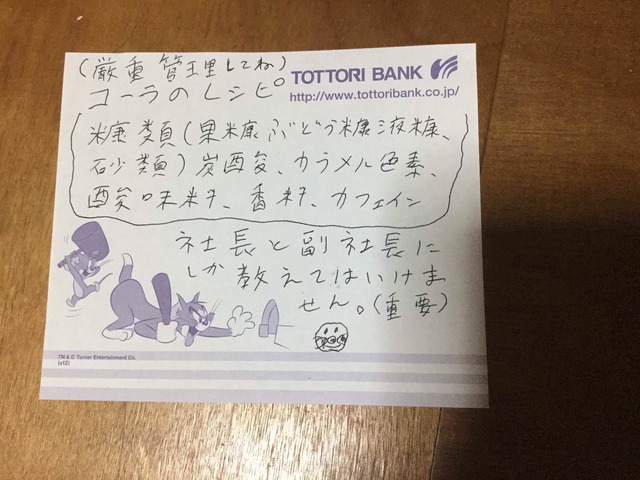 (厳重管理してね)
コーラのレシピ
TOTTORI BANK
http://www.tottoribank.co.jp/
糖類(果糖ぶどう糖液糖、
砂類)炭酸、カラメル色素、
酸味料、香料、カフェイン
社長と副社長に
しか教えてはいけま
せん。(重要)
TM & © Turner Entertainment Co.
(s12)